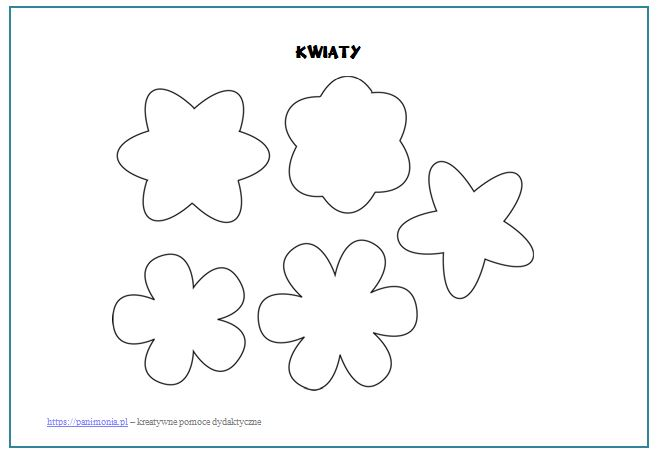 KWIATY
https://panimonia.pl – kreatywne pomoce dydaktyczne